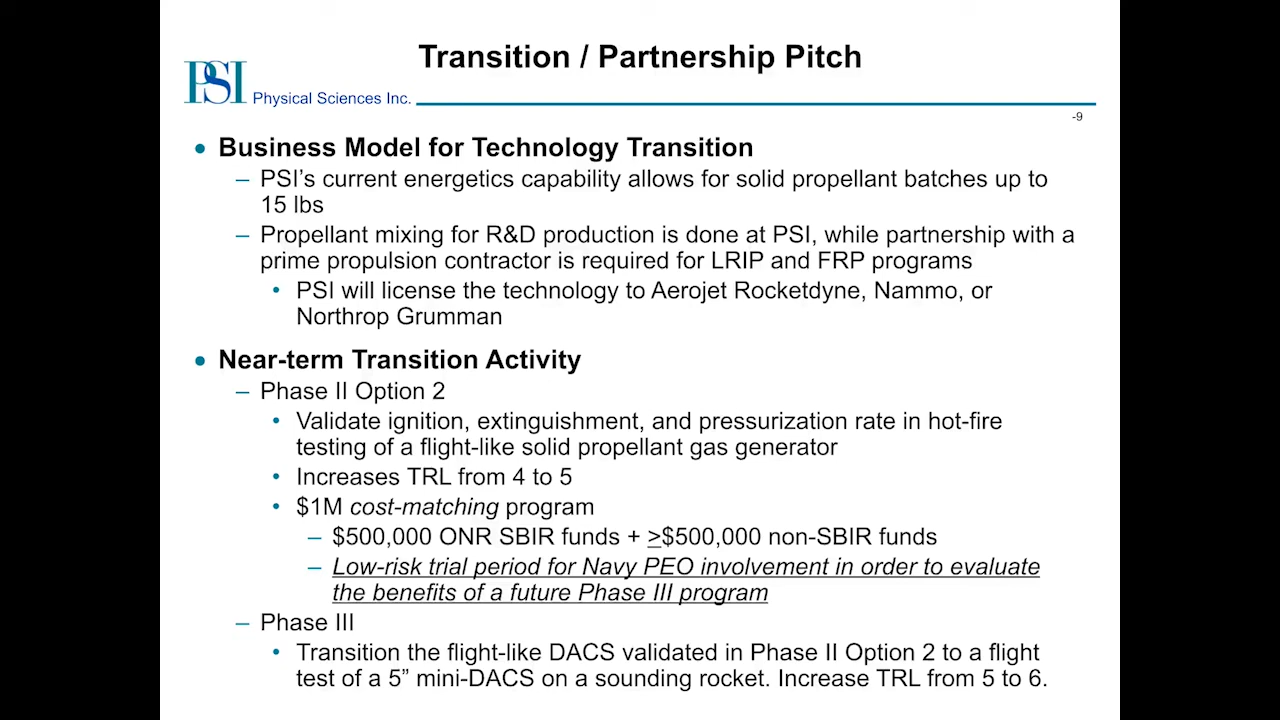 Transition / Partnership Pitch
PSI Physical Sciences Inc.
-9
• Business Model for Technology Transition
– PSI’s current energetics capability allows for solid propellant batches up to
15 lbs
– Propellant mixing for R&D production is done at PSI, while partnership with a
prime propulsion contractor is required for LRIP and FRP programs
• PSI will license the technology to Aerojet Rocketdyne, Nammo, or
Northrop Grumman
• Near-term Transition Activity
– Phase II Option 2
• Validate ignition, extinguishment, and pressurization rate in hot-fire
testing of a flight-like solid propellant gas generator
• Increases TRL from 4 to 5
• $1M cost-matching program
– $500,000 ONR SBIR funds + >$500,000 non-SBIR funds
– Low-risk trial period for Navy PEO involvement in order to evaluate
the benefits of a future Phase III program
– Phase III
• Transition the flight-like DACS validated in Phase II Option 2 to a flight
test of a 5” mini-DACS on a sounding rocket. Increase TRL from 5 to 6.